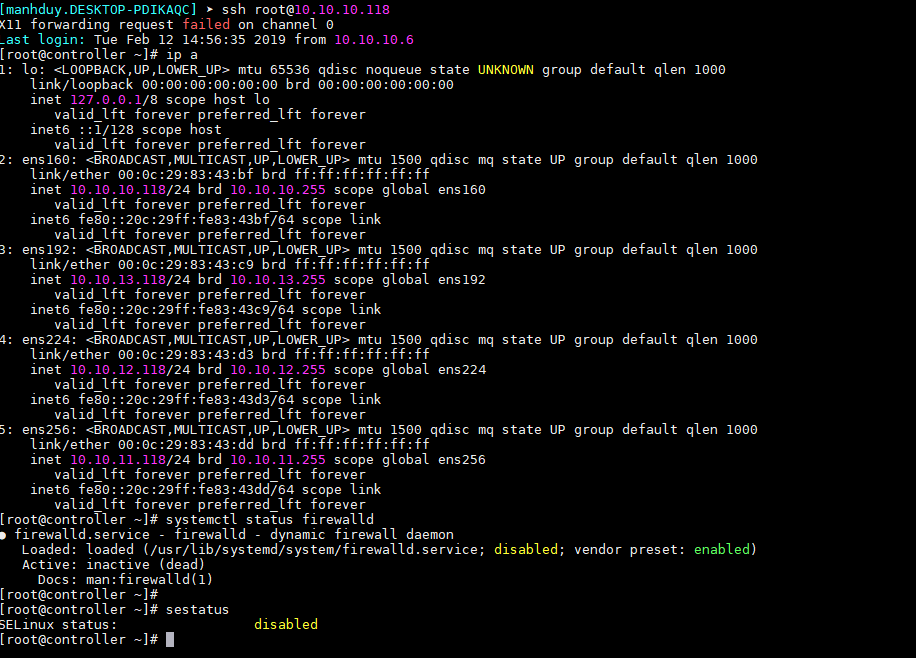 [manhduy.DESKTOP-PDIKAQC] ➤ ssh root@10.10.10.118
X11 forwarding request failed on channel 0
Last login: Tue Feb 12 14:56:35 2019 from 10.10.10.6
[root@controller ~]# ip a
1: lo: <LOOPBACK,UP,LOWER_UP> mtu 65536 qdisc noqueue state UNKNOWN group default qlen 1000
    link/loopback 00:00:00:00:00:00 brd 00:00:00:00:00:00
    inet 127.0.0.1/8 scope host lo
       valid_lft forever preferred_lft forever
    inet6 ::1/128 scope host
       valid_lft forever preferred_lft forever
2: ens160: <BROADCAST,MULTICAST,UP,LOWER_UP> mtu 1500 qdisc mq state UP group default qlen 1000
    link/ether 00:0c:29:83:43:bf brd ff:ff:ff:ff:ff:ff
    inet 10.10.10.118/24 brd 10.10.10.255 scope global ens160
       valid_lft forever preferred_lft forever
    inet6 fe80::20c:29ff:fe83:43bf/64 scope link
       valid_lft forever preferred_lft forever
3: ens192: <BROADCAST,MULTICAST,UP,LOWER_UP> mtu 1500 qdisc mq state UP group default qlen 1000
    link/ether 00:0c:29:83:43:c9 brd ff:ff:ff:ff:ff:ff
    inet 10.10.13.118/24 brd 10.10.13.255 scope global ens192
       valid_lft forever preferred_lft forever
    inet6 fe80::20c:29ff:fe83:43c9/64 scope link
       valid_lft forever preferred_lft forever
4: ens224: <BROADCAST,MULTICAST,UP,LOWER_UP> mtu 1500 qdisc mq state UP group default qlen 1000
    link/ether 00:0c:29:83:43:d3 brd ff:ff:ff:ff:ff:ff
    inet 10.10.12.118/24 brd 10.10.12.255 scope global ens224
       valid_lft forever preferred_lft forever
    inet6 fe80::20c:29ff:fe83:43d3/64 scope link
       valid_lft forever preferred_lft forever
5: ens256: <BROADCAST,MULTICAST,UP,LOWER_UP> mtu 1500 qdisc mq state UP group default qlen 1000
    link/ether 00:0c:29:83:43:dd brd ff:ff:ff:ff:ff:ff
    inet 10.10.11.118/24 brd 10.10.11.255 scope global ens256
       valid_lft forever preferred_lft forever
    inet6 fe80::20c:29ff:fe83:43dd/64 scope link
       valid_lft forever preferred_lft forever
[root@controller ~]# systemctl status firewalld
● firewalld.service - firewalld - dynamic firewall daemon
   Loaded: loaded (/usr/lib/systemd/system/firewalld.service; disabled; vendor preset: enabled)
   Active: inactive (dead)
     Docs: man:firewalld(1)
[root@controller ~]#
[root@controller ~]# sestatus
SELinux status:                 disabled
[root@controller ~]#